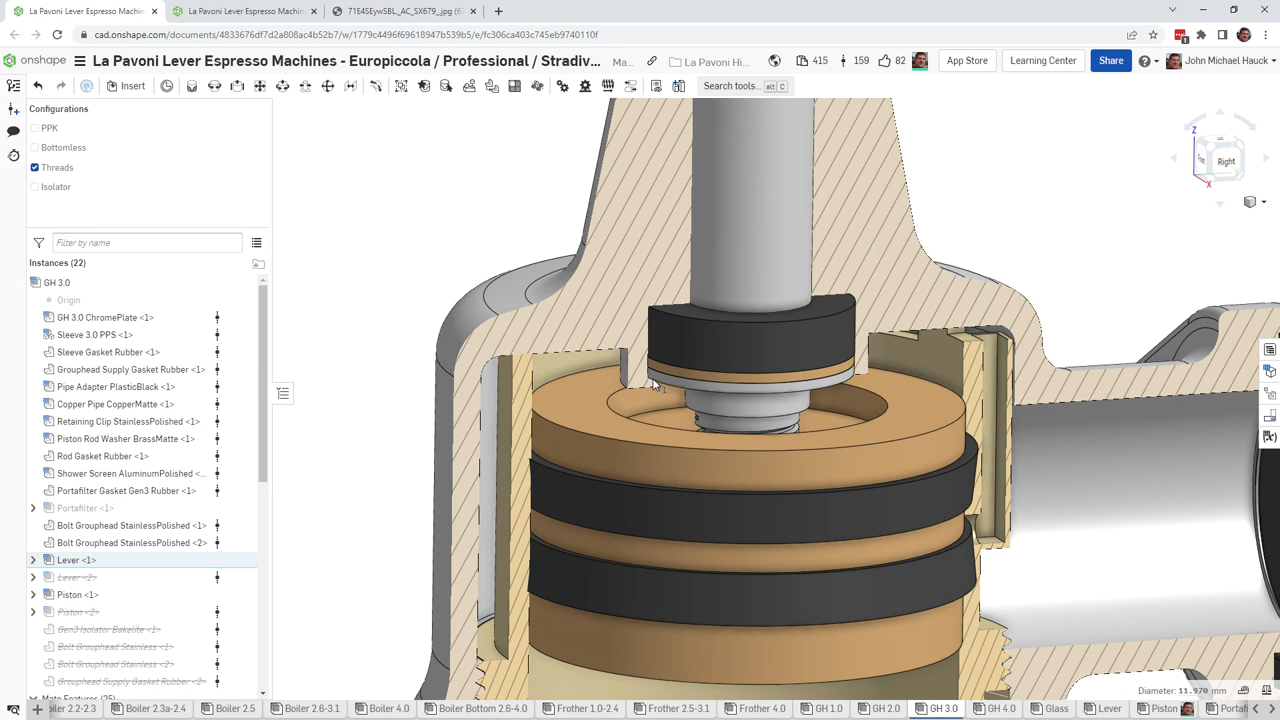 La Pavoni Lever Espresso Machin
La Pavoni Lever Espresso Machin
71E4SEywSBL._AC_SX679_.jpg (67
cad.onshape.com/documents/4833676df7d2a808ac4b52b7/w/1779c4496f69618947b539b5/e/fc306ca403c745eb9740110f
onshape
La Pavoni Lever Espresso Machines - Europiccola / Professional / Stradiv...
Ma...
La Pavoni Hi...
415
159
82
App Store
Learning Center
Share
John Michael Hauck
Insert
Search tools...
alt C
Configurations
PPK
Bottomless
Threads
Isolator
Filter by name
Instances (22)
GH 3.0
Origin
GH 3.0 ChromePlate <1>
Sleeve 3.0 PPS <1>
Sleeve Gasket Rubber <1>
Grouphead Supply Gasket Rubber <1>
Pipe Adapter PlasticBlack <1>
Copper Pipe CopperMatte <1>
Retaining Clip StainlessPolished <1>
Piston Rod Washer BrassMatte <1>
Rod Gasket Rubber <1>
Shower Screen AluminumPolished <...
Portafilter Gasket Gen3 Rubber <1>
Portafilter <1>
Bolt Grouphead StainlessPolished <1>
Bolt Grouphead StainlessPolished <2>
Lever <1>
Lever <2>
Piston <1>
Piston <2>
Gen3 Isolator Bakelite <1>
Bolt Grouphead Stainless <1>
Bolt Grouphead Stainless <2>
Grouphead Supply Gasket Rubber <2>
Mate Features (25)
Z
X
Right
Diameter: 11.970 mm
oiler 2.2-2.3
Boiler 2.3a-2.4
Boiler 2.5
Boiler 2.6-3.1
Boiler 4.0
Boiler Bottom 2.6-4.0
Frother 1.0-2.4
Frother 2.5-3.1
Frother 4.0
GH 1.0
GH 2.0
GH 3.0
GH 4.0
Glass
Lever
Piston
Portafi